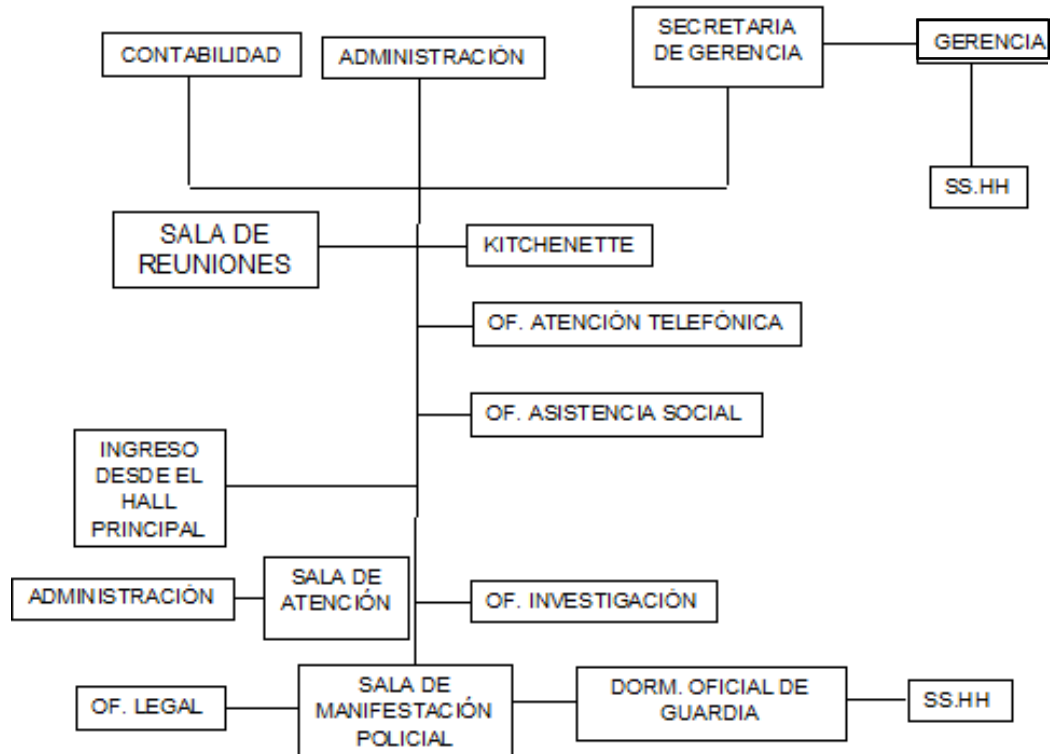 CONTABILIDAD
ADMINISTRACIÓN
SECRETARIA
DE GERENCIA
GERENCIA
SS.HH
SALA DE
REUNIONES
KITCHENETTE
OF. ATENCIÓN TELEFÓNICA
OF. ASISTENCIA SOCIAL
INGRESO
DESDE EL
HALL
PRINCIPAL
ADMINISTRACIÓN
SALA DE
ATENCIÓN
OF. INVESTIGACIÓN
OF. LEGAL
SALA DE
MANIFESTACIÓN
POLICIAL
DORM. OFICIAL DE
GUARDIA
SS.HH